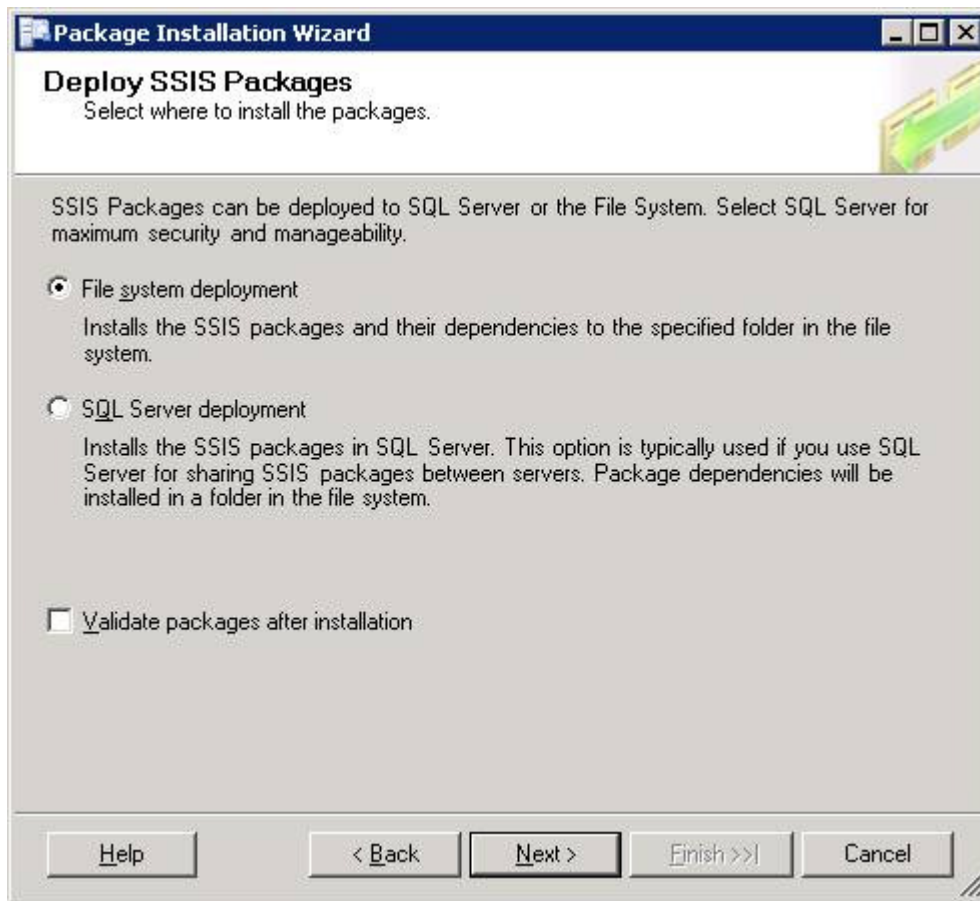 Package Installation Wizard
Deploy SSIS Packages
Select where to install the packages.
SSIS Packages can be deployed to SQL Server or the File System. Select SQL Server for
maximum security and manageability.
File system deployment
Installs the SSIS packages and their dependencies to the specified folder in the file
system.
SQL Server deployment
Installs the SSIS packages in SQL Server. This option is typically used if you use SQL
Server for sharing SSIS packages between servers. Package dependencies will be
installed in a folder in the file system.
Validate packages after installation
Help
< Back
Next >
Finish >>|
Cancel